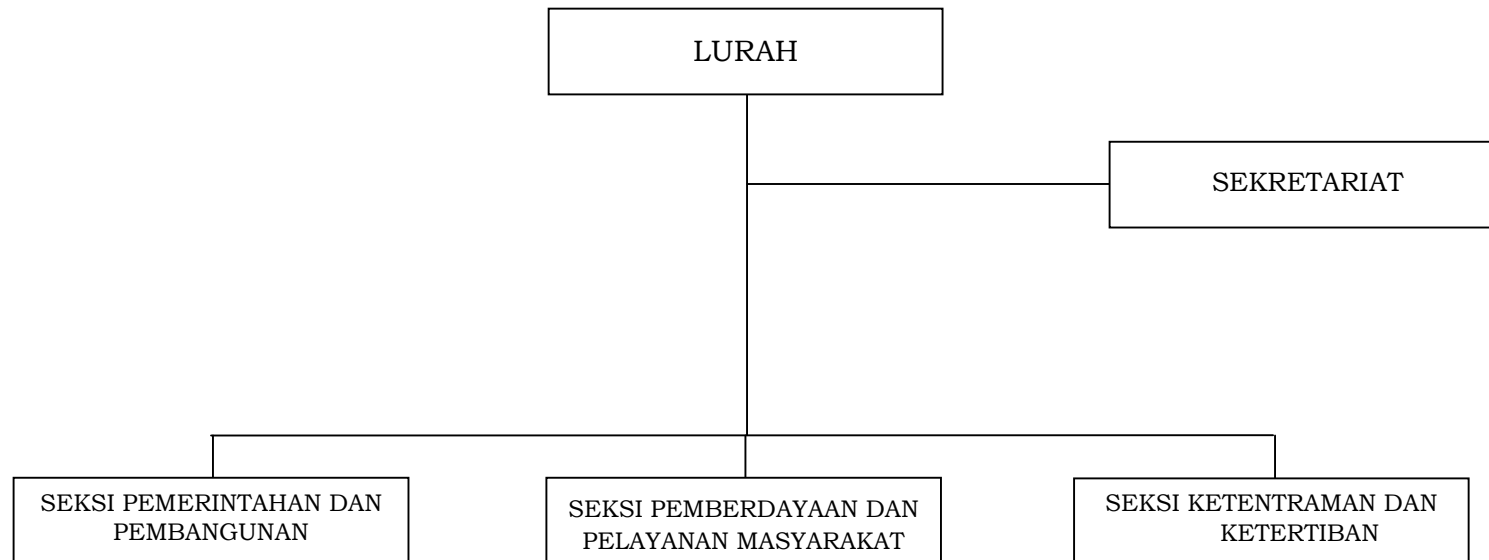 LURAH
SEKRETARIAT
SEKSI PEMERINTAHAN DAN
PEMBANGUNAN
SEKSI PEMBERDAYAAN DAN
PELAYANAN MASYARAKAT
SEKSI KETENTRAMAN DAN
KETERTIBAN